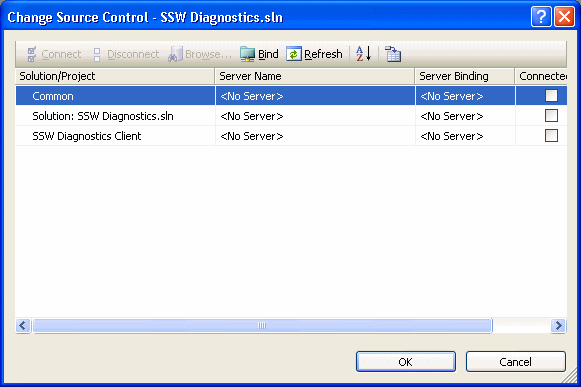 Change Source Control - SSW Diagnostics.sln
Connect Disconnect Browse... Bind Refresh
Solution/Project Server Name Server Binding Connected
Common <No Server> <No Server>
Solution: SSW Diagnostics.sln <No Server> <No Server>
SSW Diagnostics Client <No Server> <No Server>
OK Cancel